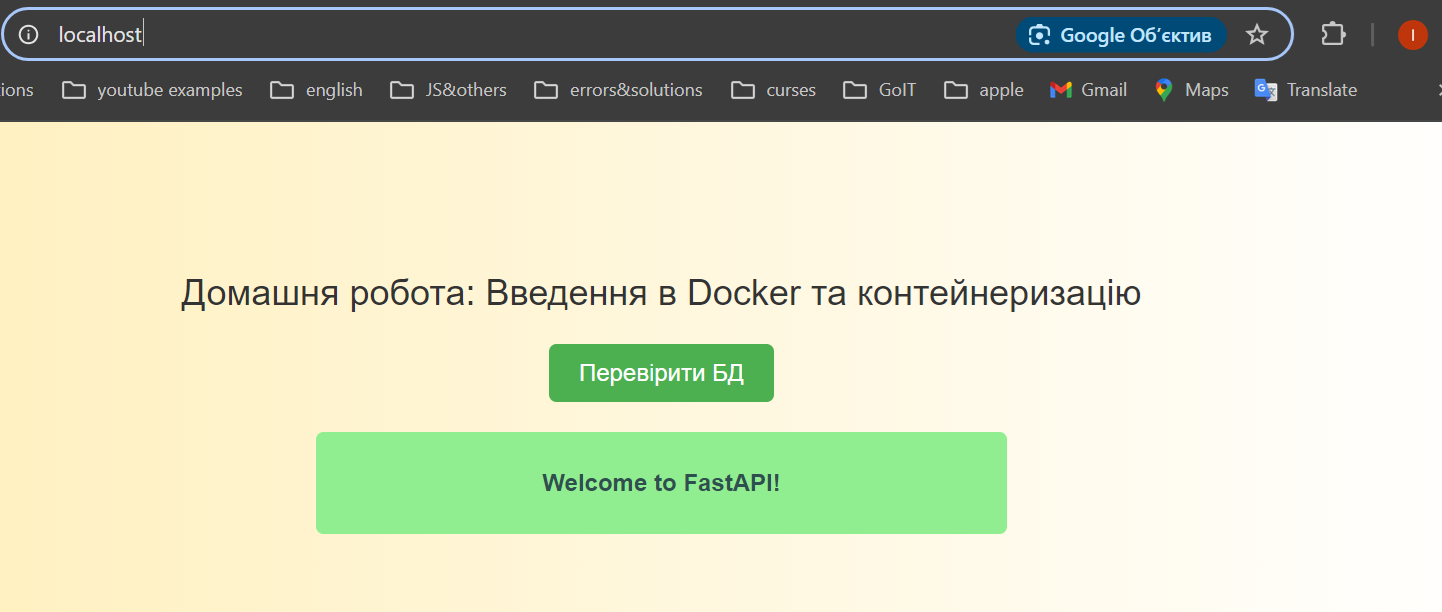 localhost
Google Об’єктив
I
ions
youtube examples
english
JS&others
errors&solutions
curses
GoIT
apple
Gmail
Maps
Translate
Домашня робота: Введення в Docker та контейнеризацію
Перевірити БД
Welcome to FastAPI!